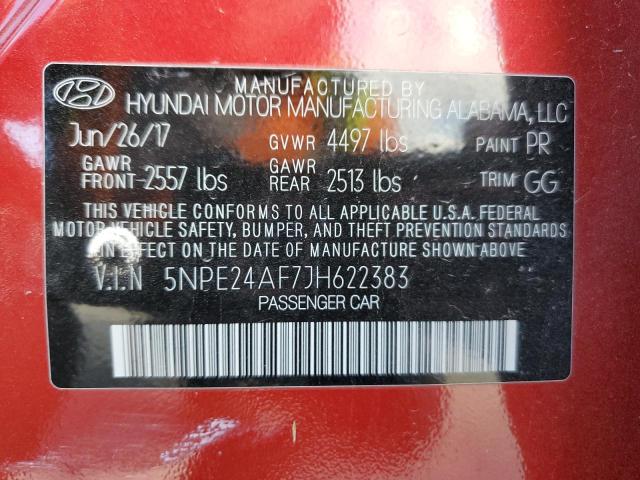 MANUFACTURED BY
HYUNDAI MOTOR MANUFACTURING ALABAMA, LLC
Jun/26/17 GVWR 4497 lbs PAINT PR
GAWR FRONT 2557 lbs GAWR REAR 2513 lbs TRIM GG
THIS VEHICLE CONFORMS TO ALL APPLICABLE U.S.A. FEDERAL
MOTOR VEHICLE SAFETY, BUMPER, AND THEFT PREVENTION STANDARDS
IN EFFECT ON THE DATE OF MANUFACTURE SHOWN ABOVE.
V.I.N 5NPE24AF7JH622383
PASSENGER CAR